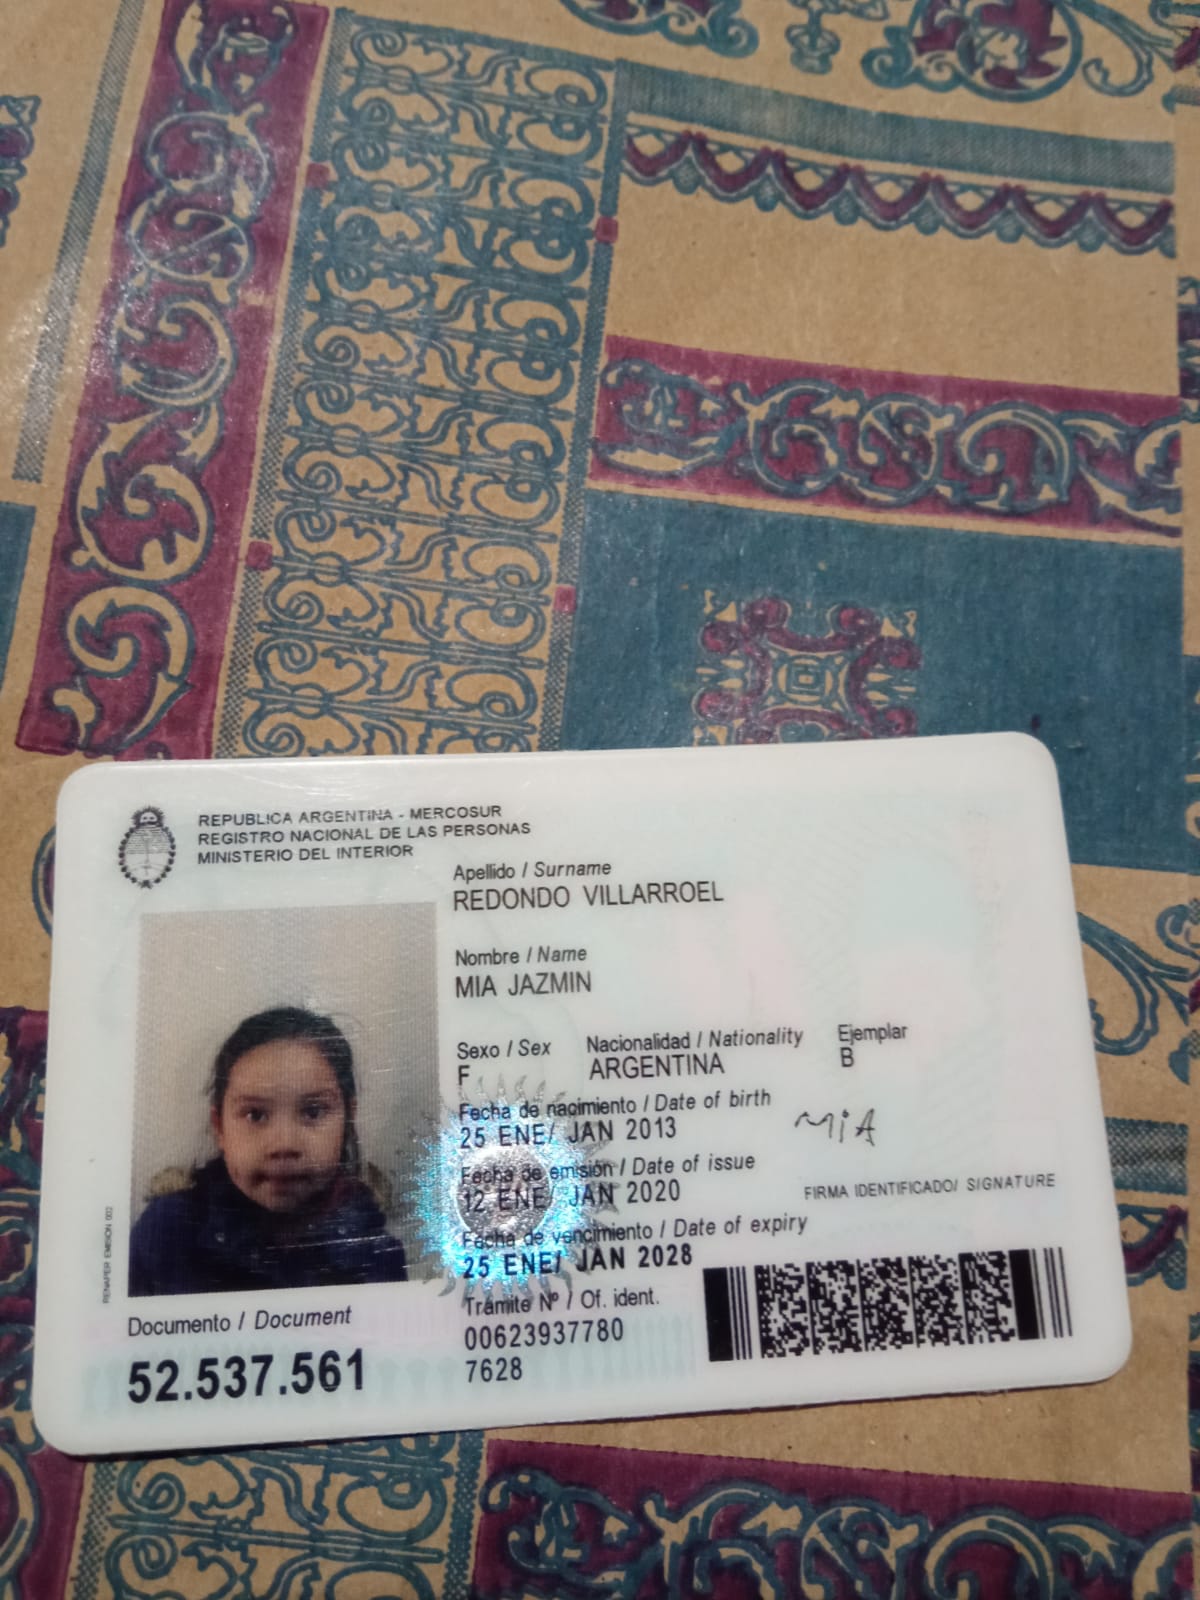 REPUBLICA ARGENTINA - MERCOSUR
REGISTRO NACIONAL DE LAS PERSONAS
MINISTERIO DEL INTERIOR
Apellido / Surname
REDONDO VILLARROEL
Nombre / Name
MIA JAZMIN
Sexo / Sex
F
Nacionalidad / Nationality
ARGENTINA
Ejemplar
B
Fecha de nacimiento / Date of birth
25 ENE/ JAN 2013
Fecha de emisión / Date of issue
12 ENE/ JAN 2020
Fecha de vencimiento / Date of expiry
25 ENE/ JAN 2028
MiA
FIRMA IDENTIFICADO/ SIGNATURE
Trámite Nº / Of. ident.
00623937780
7628
Documento / Document
52.537.561
RENAPER EMISION 002